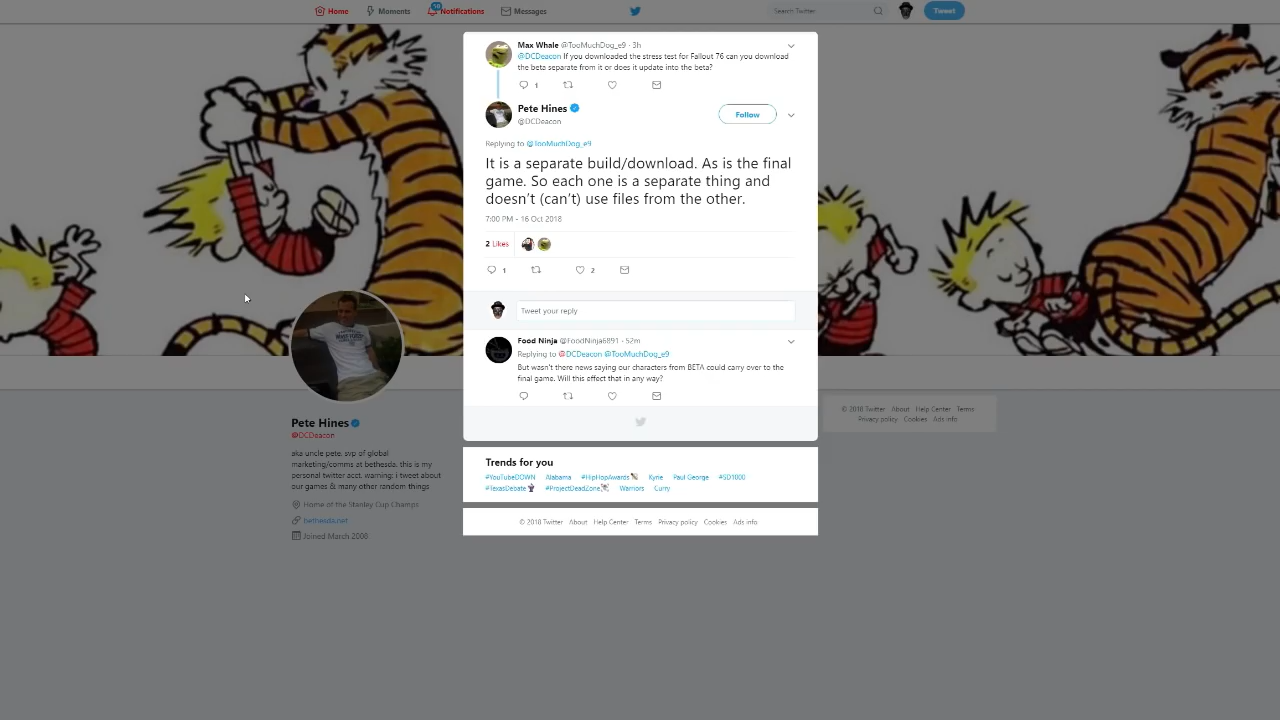 Home Moments Notifications Messages Search Twitter Tweet
Max Whale @TooMuchDog_e9 · 3h
@DCDeacon If you downloaded the stress test for Fallout 76 can you download
the beta separate from it or does it update into the beta?
1
Pete Hines
@DCDeacon
Follow
Replying to @TooMuchDog_e9
It is a separate build/download. As is the final
game. So each one is a separate thing and
doesn't (can't) use files from the other.
7:00 PM - 16 Oct 2018
2 Likes
1 2
Tweet your reply
Food Ninja @FoodNinja6891 · 52m
Replying to @DCDeacon @TooMuchDog_e9
But wasn't there news saying our characters from BETA could carry over to the
final game. Will this effect that in any way?
Trends for you
#YouTubeDOWN Alabama #HipHopAwards Kyrie Paul George #SD1000
#TexasDebate #ProjectDeadZone Warriors Curry
© 2018 Twitter About Help Center Terms Privacy policy Cookies Ads info
Pete Hines
@DCDeacon
aka uncle pete. svp of global
marketing/comms at bethesda. this is my
personal twitter acct. warning: i tweet about
our games & many other random things
Home of the Stanley Cup Champs
bethesda.net
Joined March 2008
© 2018 Twitter About Help Center Terms
Privacy policy Cookies Ads info